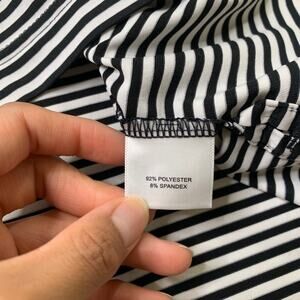 92% POLYESTER
8% SPANDEX